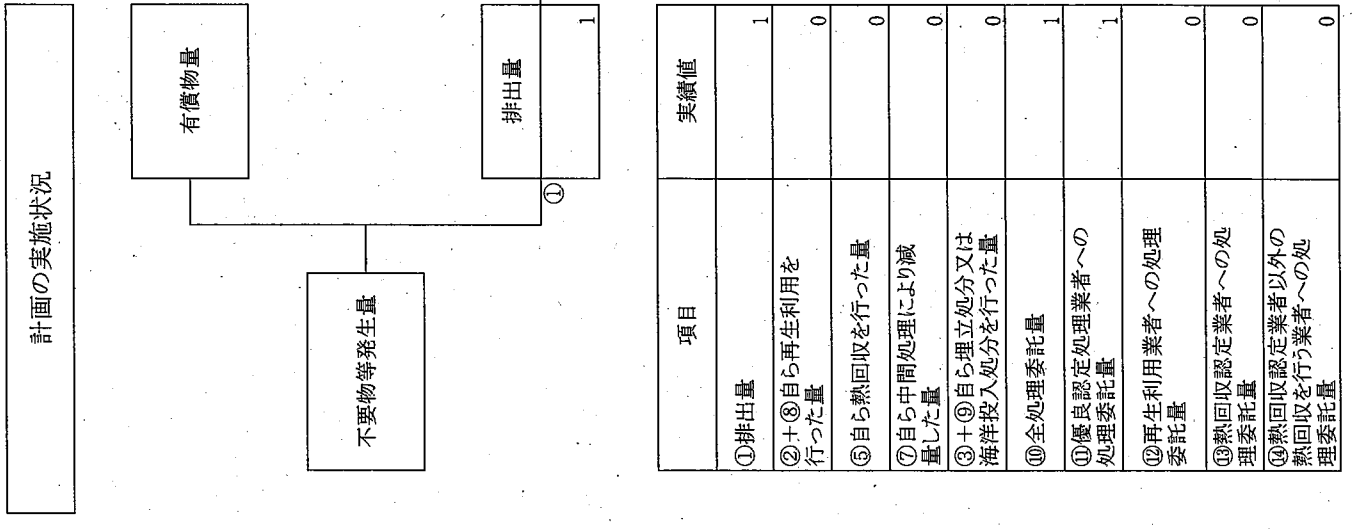 計画の実施状況
有償物量
不要物等発生量
排出量
1
①
項目 実績値
①排出量 1
②+⑧自ら再生利用を
行った量 0
⑤自ら熱回収を行った量 0
⑦自ら中間処理により減
量した量 0
③+⑨自ら埋立処分又は
海洋投入処分を行った量 0
⑩全処理委託量 1
⑪優良認定処理業者への
処理委託量 1
⑫再生利用業者への処理
委託量 0
⑬熱回収認定業者への処
理委託量 0
⑭熱回収認定業者以外の
熱回収を行う業者への処
理委託量 0